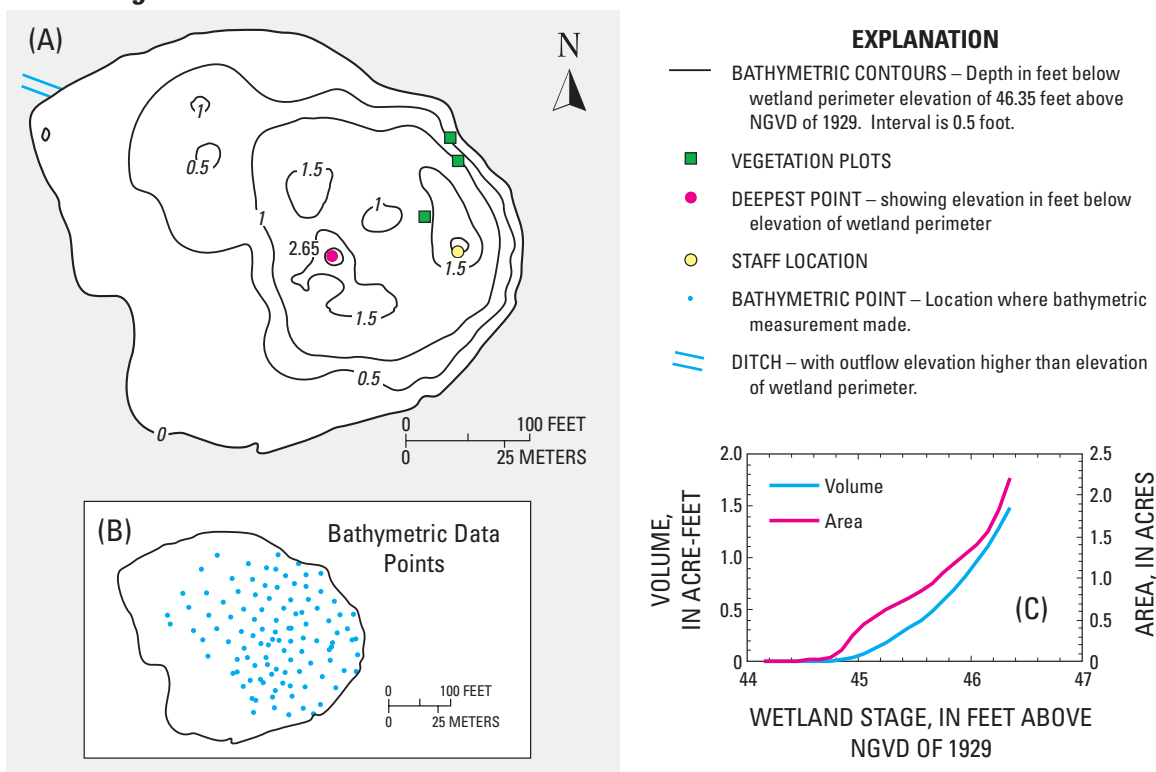 (A)
N
1
0.5
1.5
1
1
2.65
1.5
1.5
0.5
0
0 100 FEET
0 25 METERS
(B)
Bathymetric Data
Points
0 100 FEET
0 25 METERS
EXPLANATION
BATHYMETRIC CONTOURS – Depth in feet below
wetland perimeter elevation of 46.35 feet above
NGVD of 1929. Interval is 0.5 foot.
VEGETATION PLOTS
DEEPEST POINT – showing elevation in feet below
elevation of wetland perimeter
STAFF LOCATION
BATHYMETRIC POINT – Location where bathymetric
measurement made.
DITCH – with outflow elevation higher than elevation
of wetland perimeter.
VOLUME,
IN ACRE-FEET
2.0
1.5
1.0
0.5
0
Volume
Area
(C)
2.5
2.0
1.5
1.0
0.5
0
AREA, IN ACRES
44 45 46 47
WETLAND STAGE, IN FEET ABOVE
NGVD OF 1929